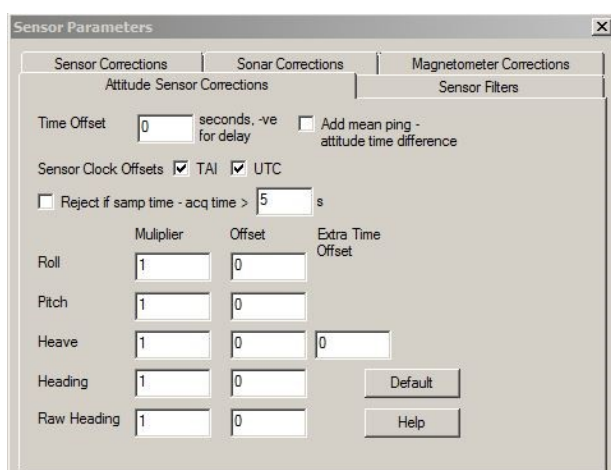 Sensor Parameters
Sensor Corrections
Sonar Corrections
Magnetometer Corrections
Attitude Sensor Corrections
Sensor Filters
Time Offset 0 seconds, -ve
for delay
Add mean ping -
attitude time difference
Sensor Clock Offsets TAI UTC
Reject if samp time - acq time > 5 s
Muliplier Offset Extra Time
Offset
Roll 1 0
Pitch 1 0
Heave 1 0 0
Heading 1 0 Default
Raw Heading 1 0 Help